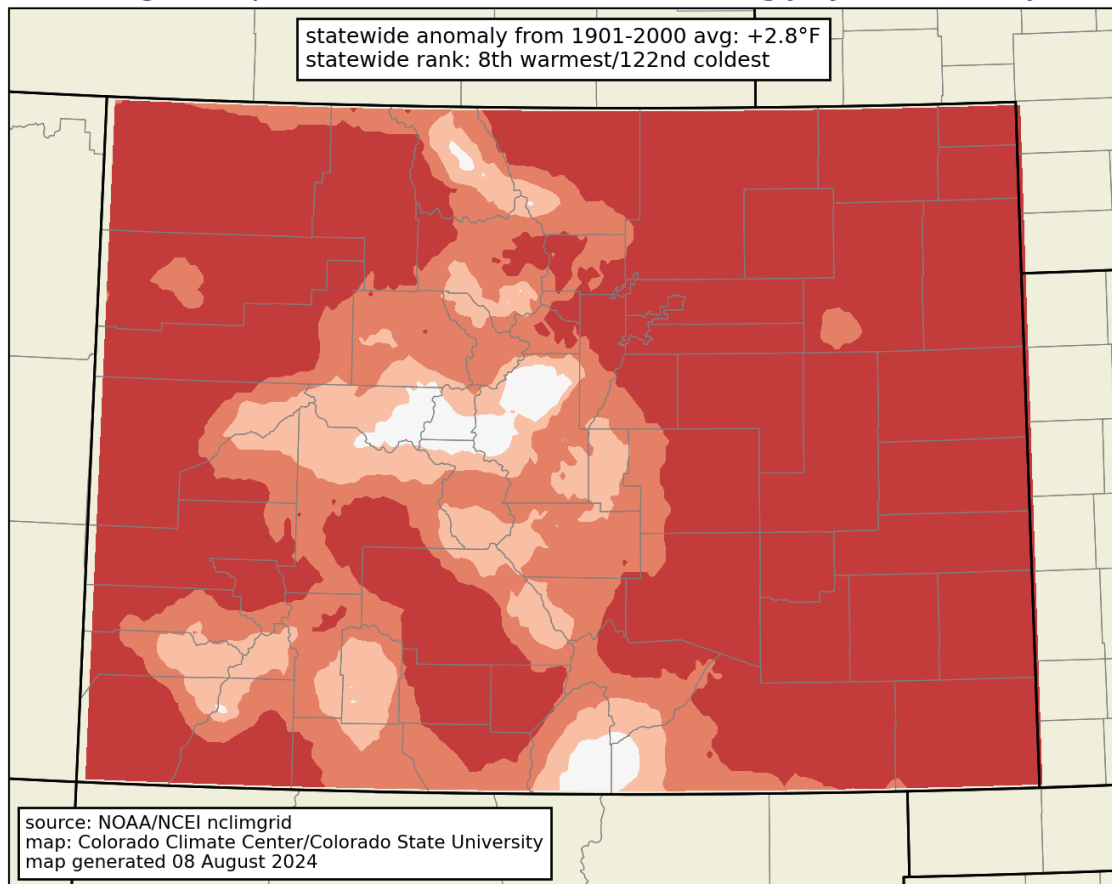 statewide anomaly from 1901-2000 avg: +2.8°F
statewide rank: 8th warmest/122nd coldest
source: NOAA/NCEI nclimgrid
map: Colorado Climate Center/Colorado State University
map generated 08 August 2024